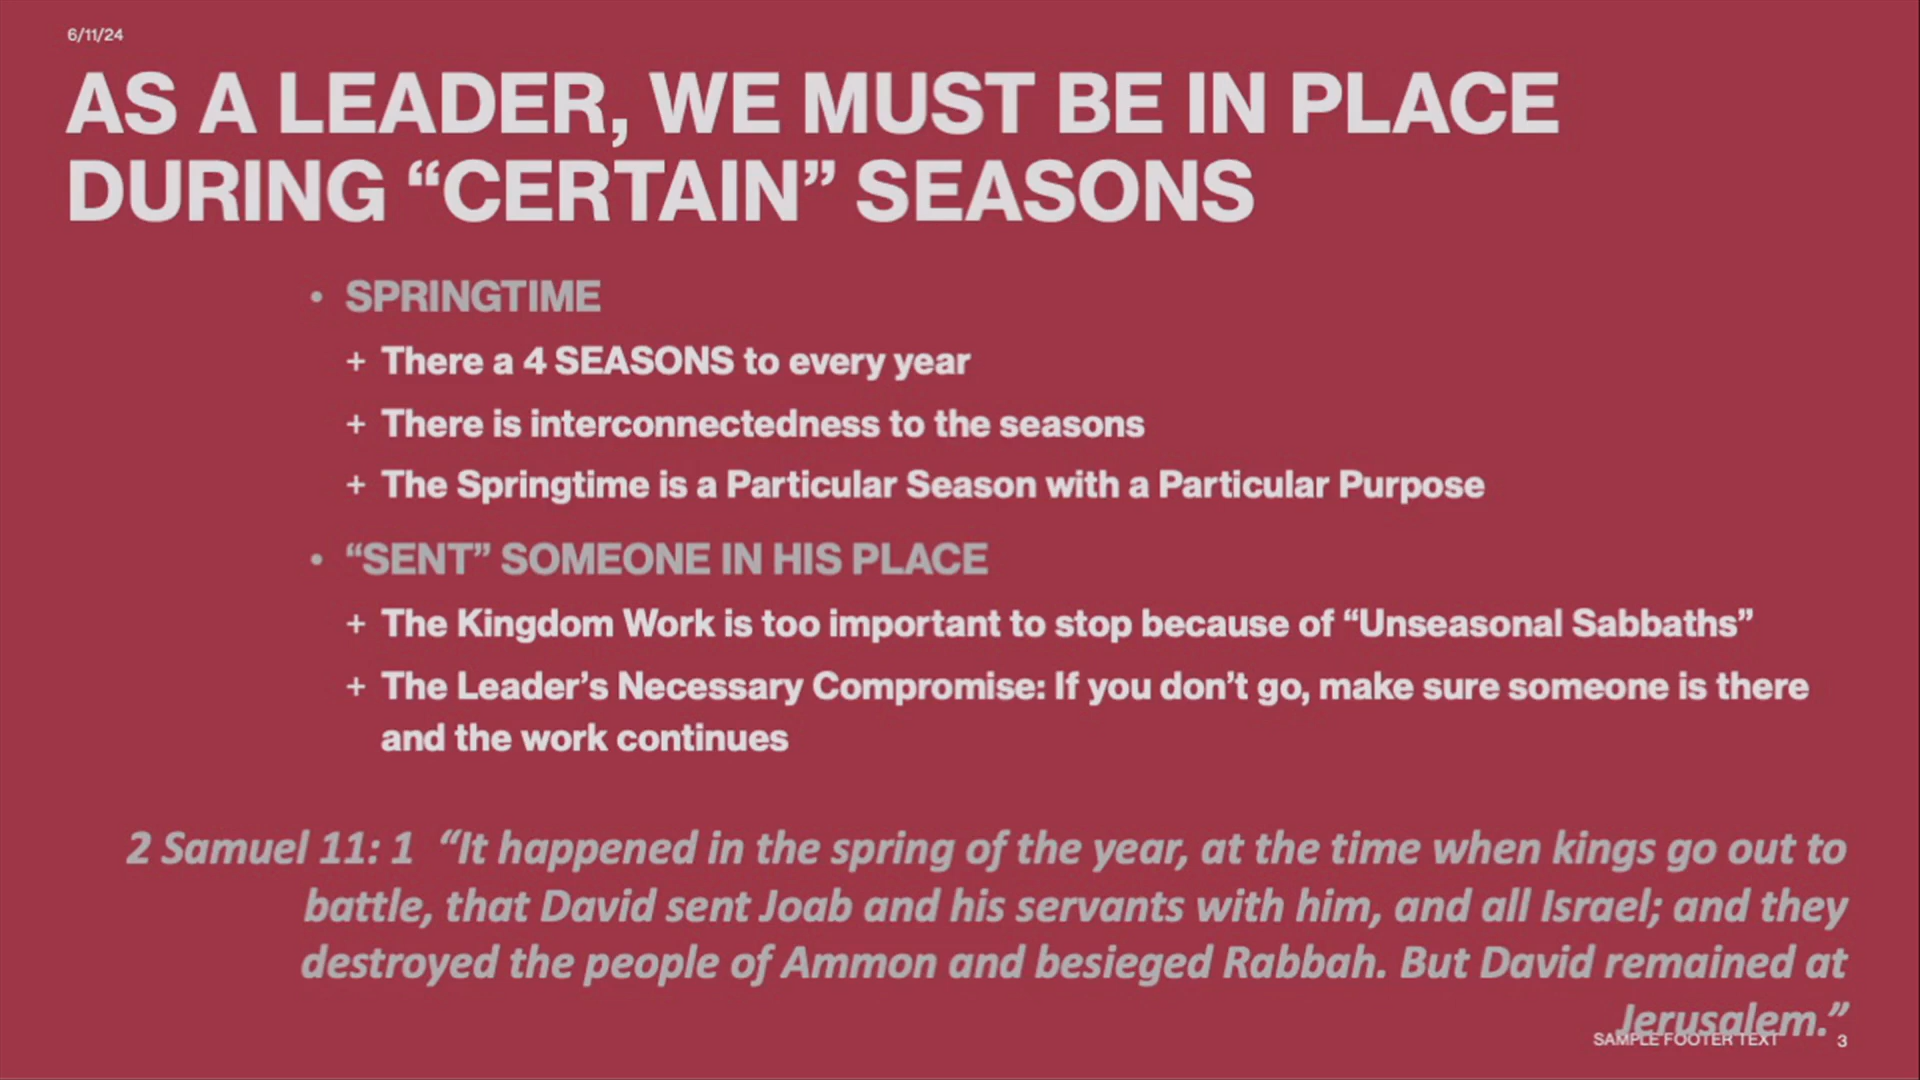 6/11/24
AS A LEADER, WE MUST BE IN PLACE
DURING “CERTAIN” SEASONS
• SPRINGTIME
+ There a 4 SEASONS to every year
+ There is interconnectedness to the seasons
+ The Springtime is a Particular Season with a Particular Purpose
• “SENT” SOMEONE IN HIS PLACE
+ The Kingdom Work is too important to stop because of “Unseasonal Sabbaths”
+ The Leader’s Necessary Compromise: If you don’t go, make sure someone is there
and the work continues
2 Samuel 11: 1 “It happened in the spring of the year, at the time when kings go out to
battle, that David sent Joab and his servants with him, and all Israel; and they
destroyed the people of Ammon and besieged Rabbah. But David remained at
Jerusalem.”
SAMPLE FOOTER TEXT 3